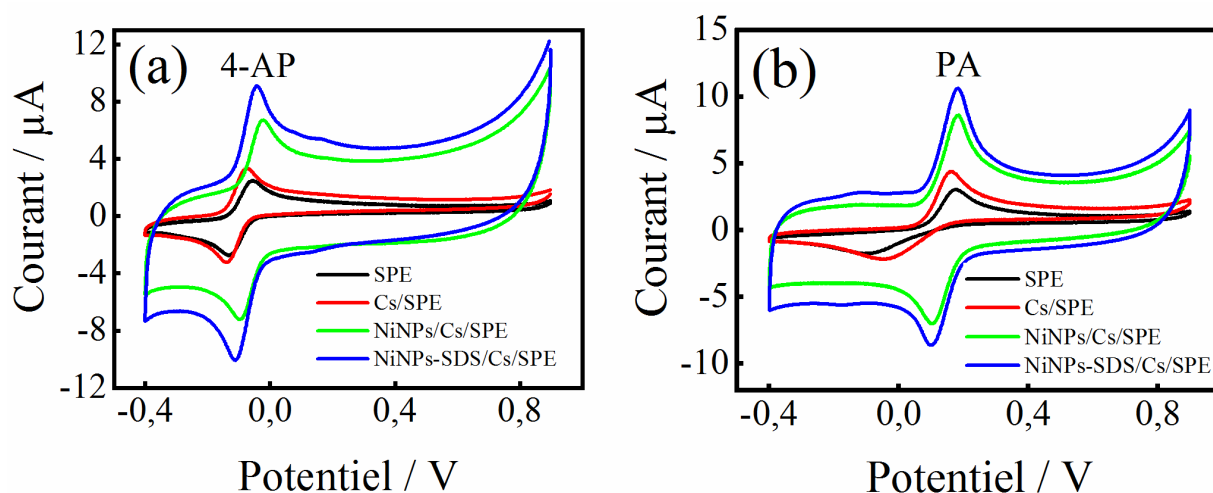 (a)
4-AP
Courant / µA
12
8
4
0
-4
-8
-12
SPE
Cs/SPE
NiNPs/Cs/SPE
NiNPs-SDS/Cs/SPE
-0,4 0,0 0,4 0,8
Potentiel / V
(b)
PA
Courant / µA
15
10
5
0
-5
-10
SPE
Cs/SPE
NiNPs/Cs/SPE
NiNPs-SDS/Cs/SPE
-0,4 0,0 0,4 0,8
Potentiel / V